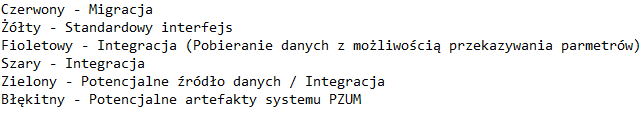 Czerwony - Migracja
Żółty - Standardowy interfejs
Fioletowy - Integracja (Pobieranie danych z możliwością przekazywania parmetrów)
Szary - Integracja
Zielony - Potencjalne źródło danych / Integracja
Błękitny - Potencjalne artefakty systemu PZUM